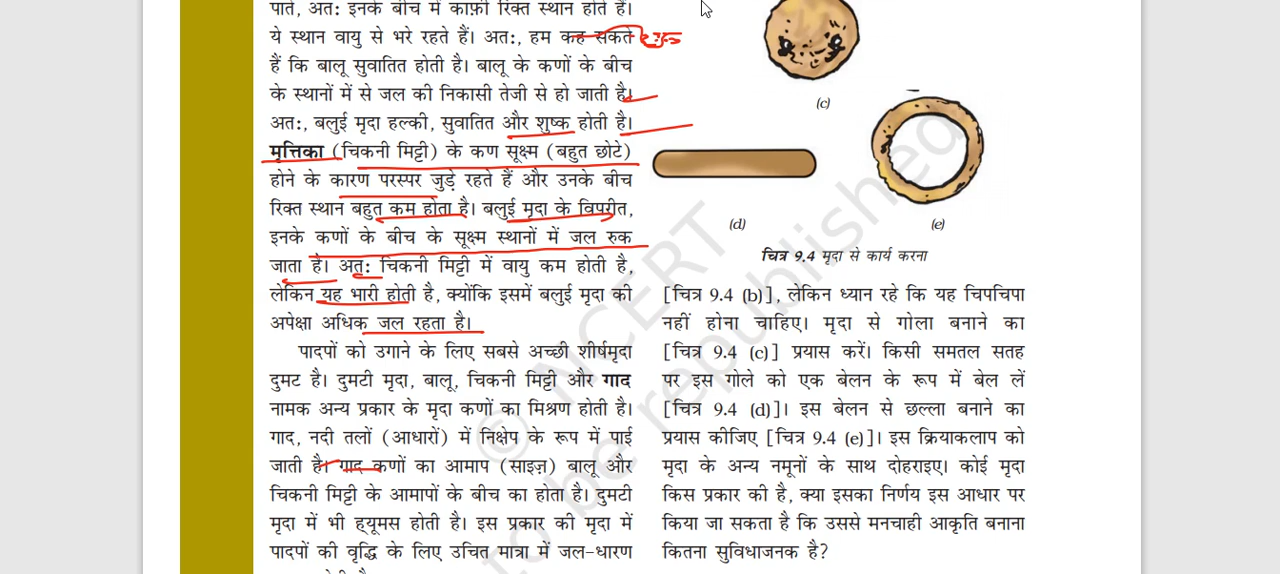 पाते, अत: इनके बीच में काफ़ी रिक्त स्थान होते हैं।
ये स्थान वायु से भरे रहते हैं। अत:, हम कह सकते
हैं कि बालू सुवातित होती है। बालू के कणों के बीच
के स्थानों में से जल की निकासी तेजी से हो जाती है।
अत:, बलुई मृदा हल्की, सुवातित और शुष्क होती है।
मृत्तिका (चिकनी मिट्टी) के कण सूक्ष्म (बहुत छोटे)
होने के कारण परस्पर जुड़े रहते हैं और उनके बीच
रिक्त स्थान बहुत कम होता है। बलुई मृदा के विपरीत,
इनके कणों के बीच के सूक्ष्म स्थानों में जल रुक
जाता है। अत: चिकनी मिट्टी में वायु कम होती है,
लेकिन यह भारी होती है, क्योंकि इसमें बलुई मृदा की
अपेक्षा अधिक जल रहता है।
पादपों को उगाने के लिए सबसे अच्छी शीर्षमृदा
दुमट है। दुमटी मृदा, बालू, चिकनी मिट्टी और गाद
नामक अन्य प्रकार के मृदा कणों का मिश्रण होती है।
गाद, नदी तलों (आधारों) में निक्षेप के रूप में पाई
जाती है। गाद कणों का आमाप (साइज़) बालू और
चिकनी मिट्टी के आमापों के बीच का होता है। दुमटी
मृदा में भी ह्यूमस होती है। इस प्रकार की मृदा में
पादपों की वृद्धि के लिए उचित मात्रा में जल-धारण
(c)
(d)
(e)
चित्र 9.4 मृदा से कार्य करना
[चित्र 9.4 (b)], लेकिन ध्यान रहे कि यह चिपचिपा
नहीं होना चाहिए। मृदा से गोला बनाने का
[चित्र 9.4 (c)] प्रयास करें। किसी समतल सतह
पर इस गोले को एक बेलन के रूप में बेल लें
[चित्र 9.4 (d)]। इस बेलन से छल्ला बनाने का
प्रयास कीजिए [चित्र 9.4 (e)]। इस क्रियाकलाप को
मृदा के अन्य नमूनों के साथ दोहराइए। कोई मृदा
किस प्रकार की है, क्या इसका निर्णय इस आधार पर
किया जा सकता है कि उससे मनचाही आकृति बनाना
कितना सुविधाजनक है?
© NCERT
to be republished